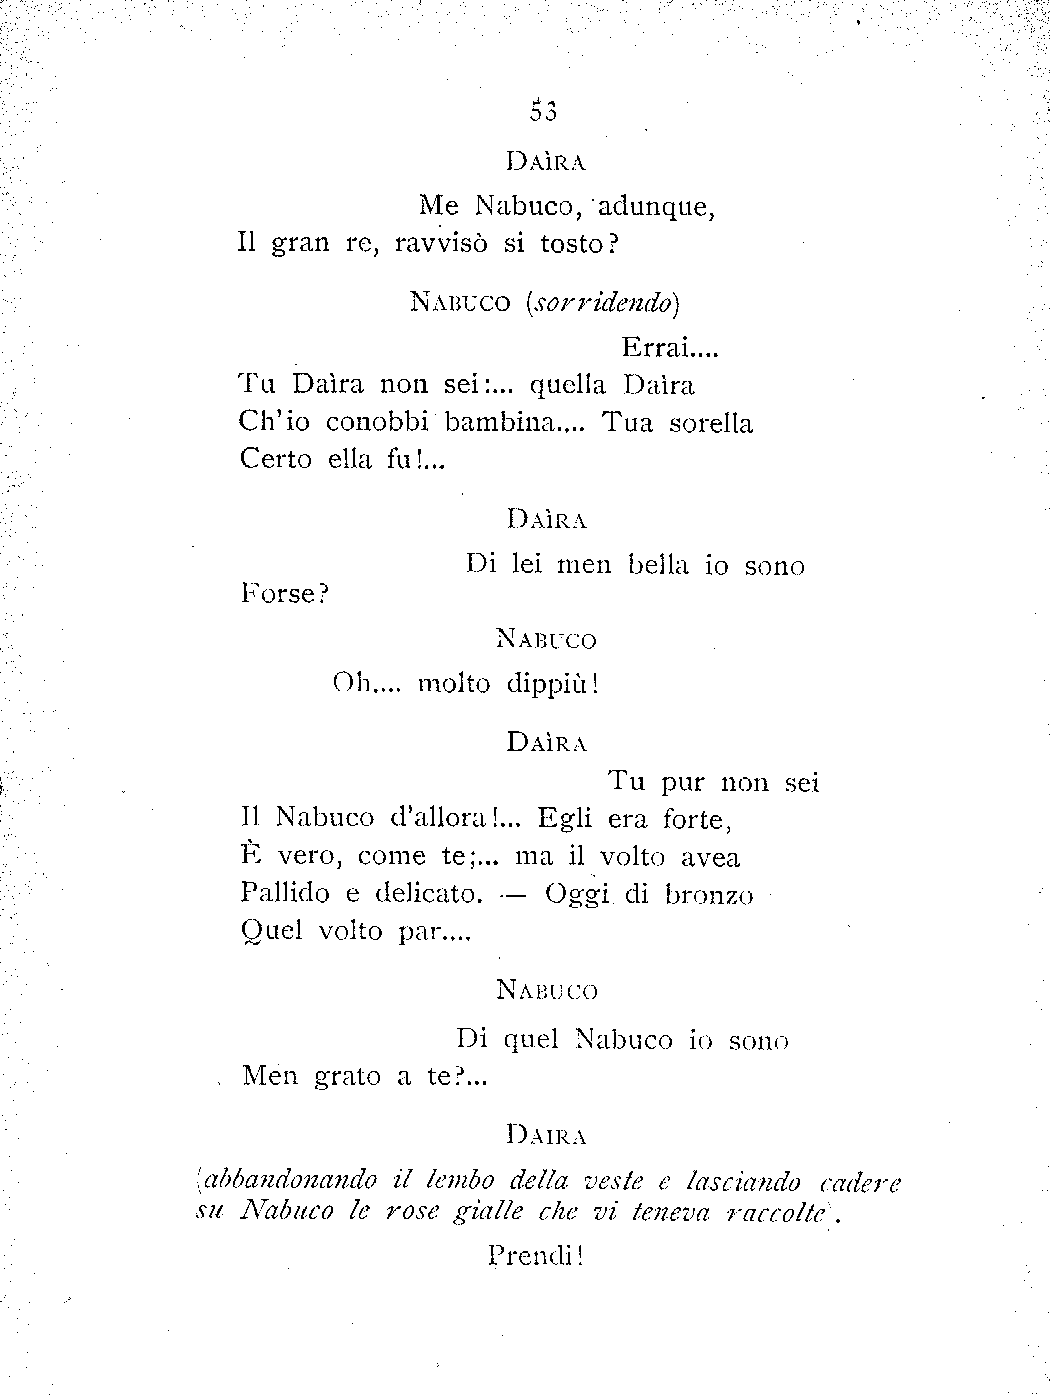 53
DAÌRA
Me Nabuco, adunque,
Il gran re, ravvisò si tosto?
NABUCO (sorridendo)
Errai....
Tu Daìra non sei:... quella Daìra
Ch'io conobbi bambina.... Tua sorella
Certo ella fu!...
DAÌRA
Di lei men bella io sono
Forse?
NABUCO
Oh.... molto dippiù!
DAÌRA
Tu pur non sei
Il Nabuco d'allora!... Egli era forte,
È vero, come te;... ma il volto avea
Pallido e delicato. — Oggi di bronzo
Quel volto par....
NABUCO
Di quel Nabuco io sono
Men grato a te?...
DAIRA
(abbandonando il lembo della veste e lasciando cadere
su Nabuco le rose gialle che vi teneva raccolte).
Prendi!